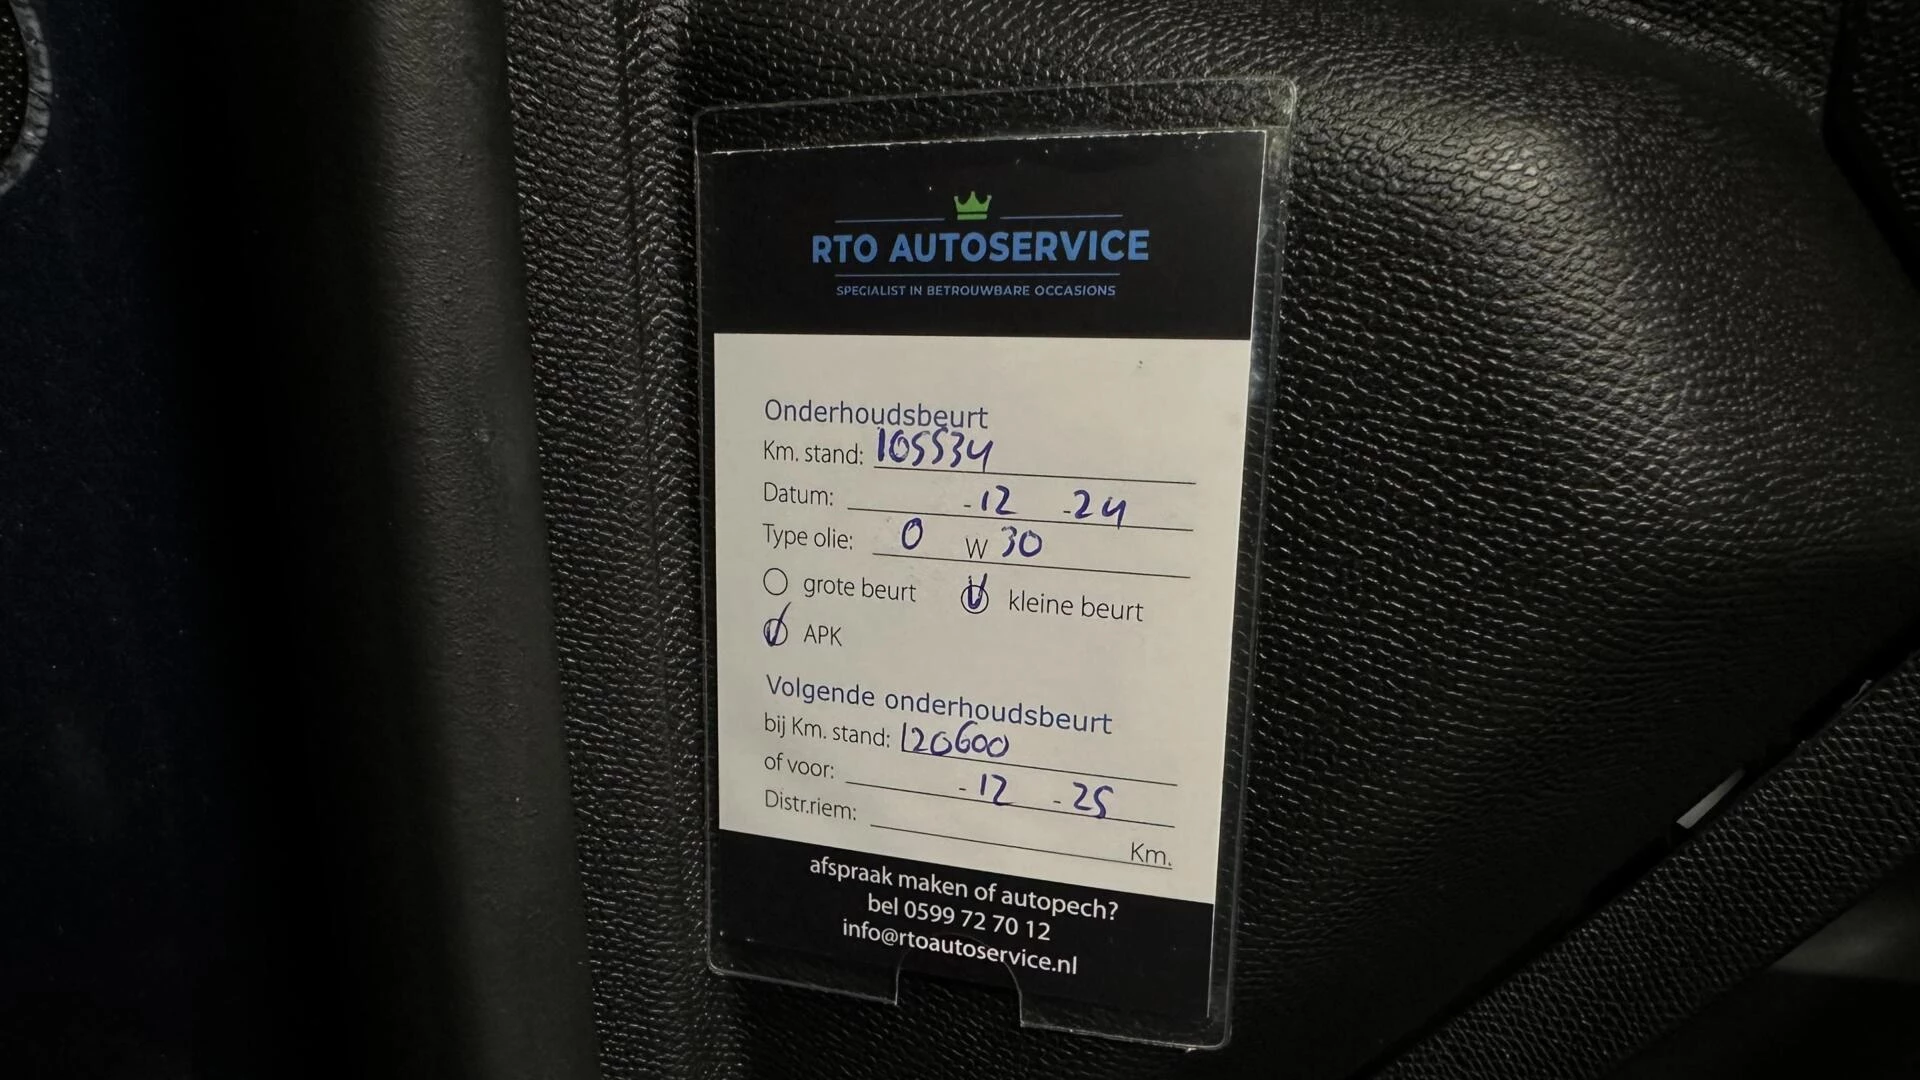 RTO AUTOSERVICE
SPECIALIST IN BETROUWBARE OCCASIONS
Onderhoudsbeurt
Km. stand: 105534
Datum: -12 -24
Type olie: 0 W 30
grote beurt kleine beurt
APK
Volgende onderhoudsbeurt
bij Km. stand: 120600
of voor: -12 -25
Distr.riem: Km.
afspraak maken of autopech?
bel 0599 72 70 12
info@rtoautoservice.nl